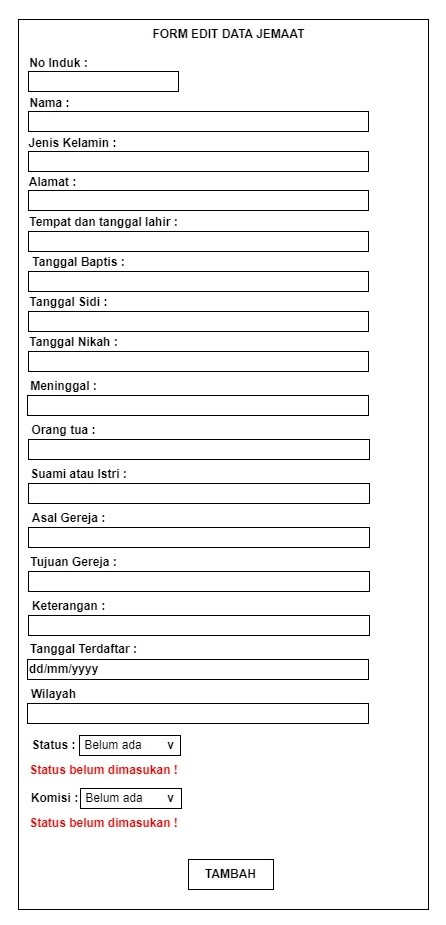 FORM EDIT DATA JEMAAT
No Induk :
Nama :
Jenis Kelamin :
Alamat :
Tempat dan tanggal lahir :
Tanggal Baptis :
Tanggal Sidi :
Tanggal Nikah :
Meninggal :
Orang tua :
Suami atau Istri :
Asal Gereja :
Tujuan Gereja :
Keterangan :
Tanggal Terdaftar :
dd/mm/yyyy
Wilayah
Status : Belum ada v
Status belum dimasukan !
Komisi : Belum ada v
Status belum dimasukan !
TAMBAH